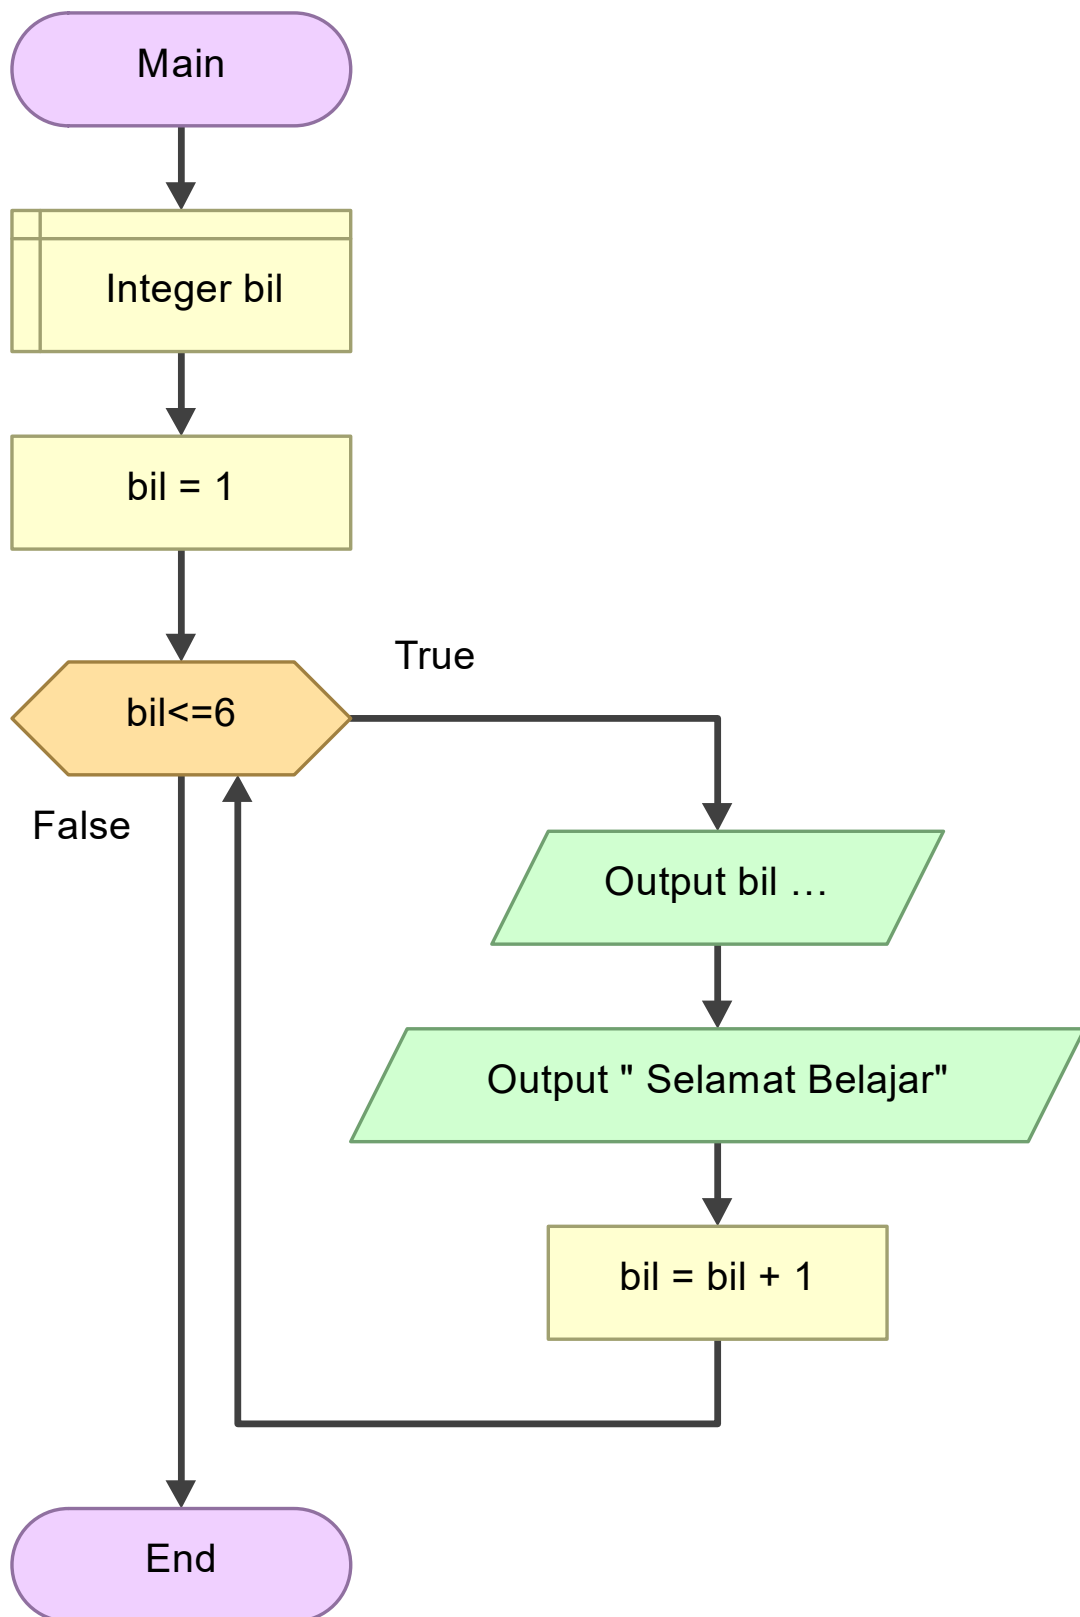 Main
Integer bil
bil = 1
bil<=6
True
False
Output bil …
Output " Selamat Belajar"
bil = bil + 1
End